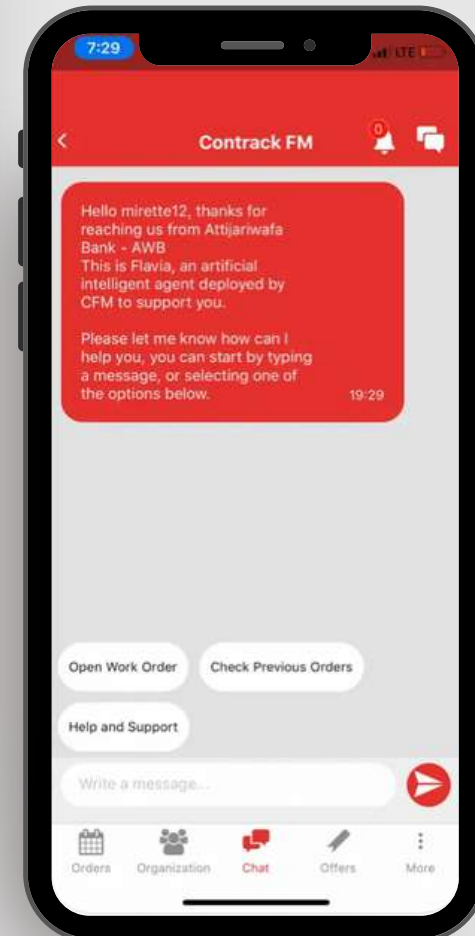 7:29
LTE
Contrack FM
0
Hello mirette12, thanks for
reaching us from Attijariwafa
Bank - AWB
This is Flavia, an artificial
intelligent agent deployed by
CFM to support you.
Please let me know how can I
help you, you can start by typing
a message, or selecting one of
the options below.
19:29
Open Work Order
Check Previous Orders
Help and Support
Write a message...
Orders
Organization
Chat
Offers
More